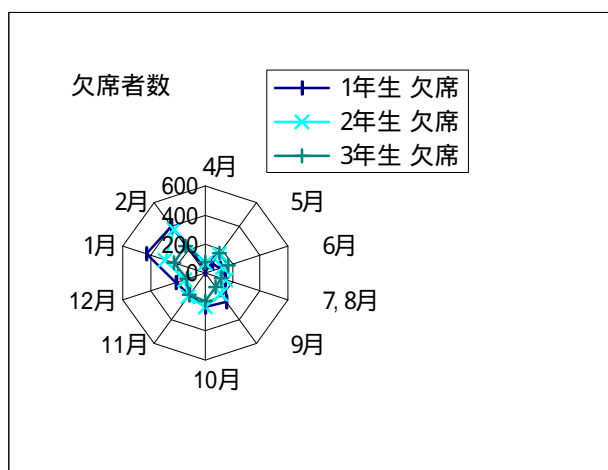 欠席者数
1年生 欠席
2年生 欠席
3年生 欠席
4月
5月
6月
7, 8月
9月
10月
11月
12月
1月
2月
600
400
200
0